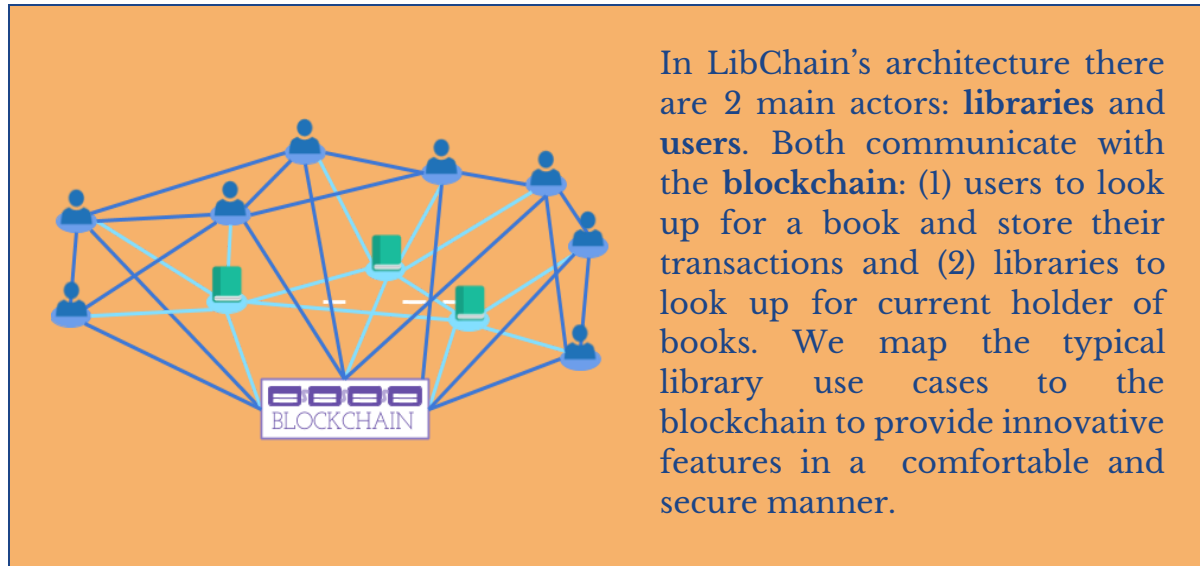 In LibChain’s architecture there
are 2 main actors: libraries and
users. Both communicate with
the blockchain: (1) users to look
up for a book and store their
transactions and (2) libraries to
look up for current holder of
books. We map the typical
library use cases to the
blockchain to provide innovative
features in a comfortable and
secure manner.
BLOCKCHAIN